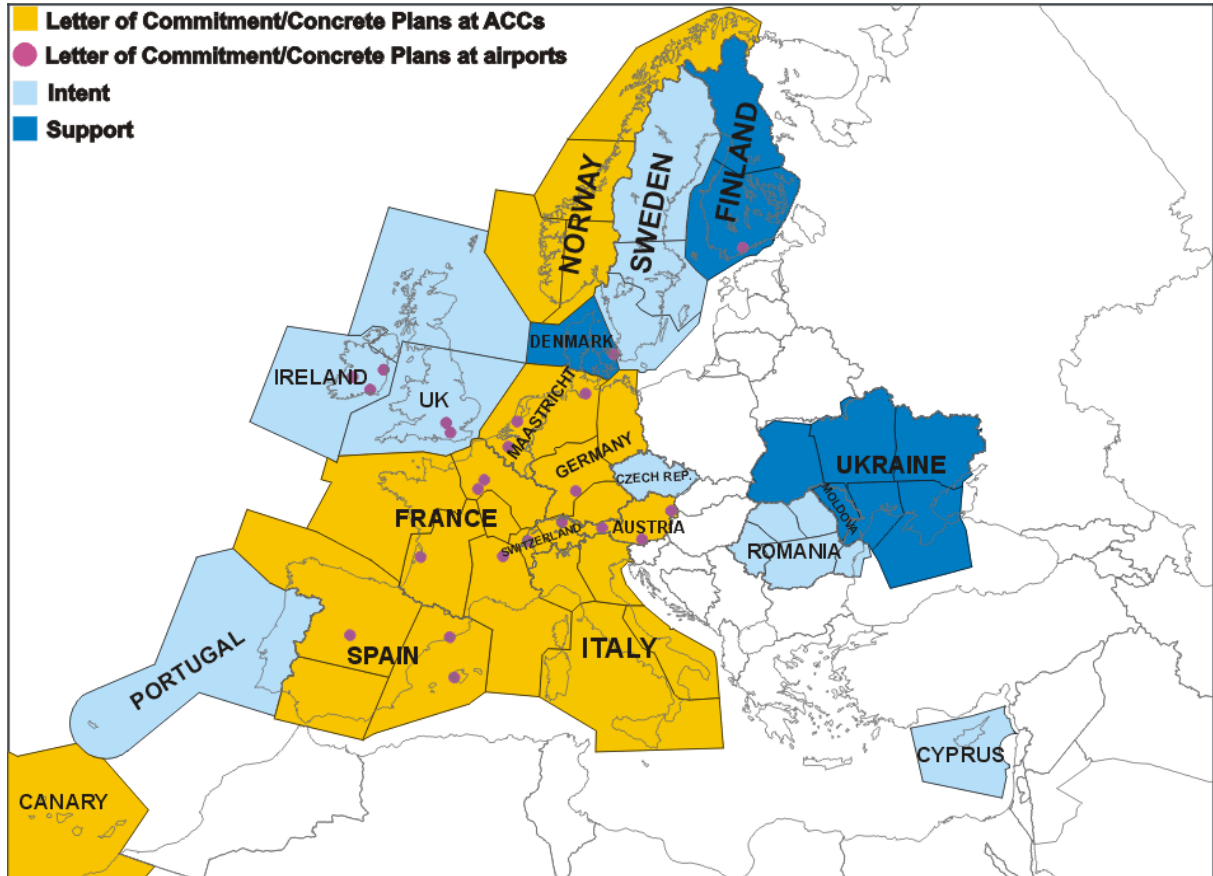 Letter of Commitment/Concrete Plans at ACCs
Letter of Commitment/Concrete Plans at airports
Intent
Support
NORWAY
SWEDEN
FINLAND
DENMARK
IRELAND
UK
MAASTRICHT
GERMANY
CZECH REP.
UKRAINE
MOLDOVA
FRANCE
SWITZERLAND
AUSTRIA
ROMANIA
SPAIN
ITALY
PORTUGAL
CYPRUS
CANARY